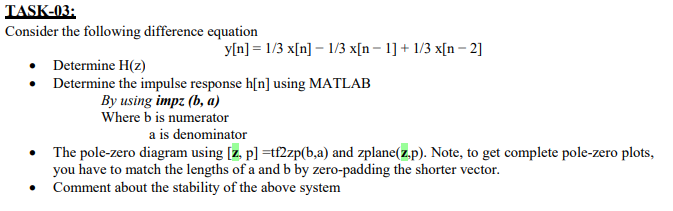 TASK-03:
Consider the following difference equation
y[n] = 1/3 x[n] – 1/3 x[n – 1] + 1/3 x[n – 2]
• Determine H(z)
• Determine the impulse response h[n] using MATLAB
By using impz (b, a)
Where b is numerator
a is denominator
• The pole-zero diagram using [z, p] =tf2zp(b,a) and zplane(z,p). Note, to get complete pole-zero plots,
you have to match the lengths of a and b by zero-padding the shorter vector.
• Comment about the stability of the above system